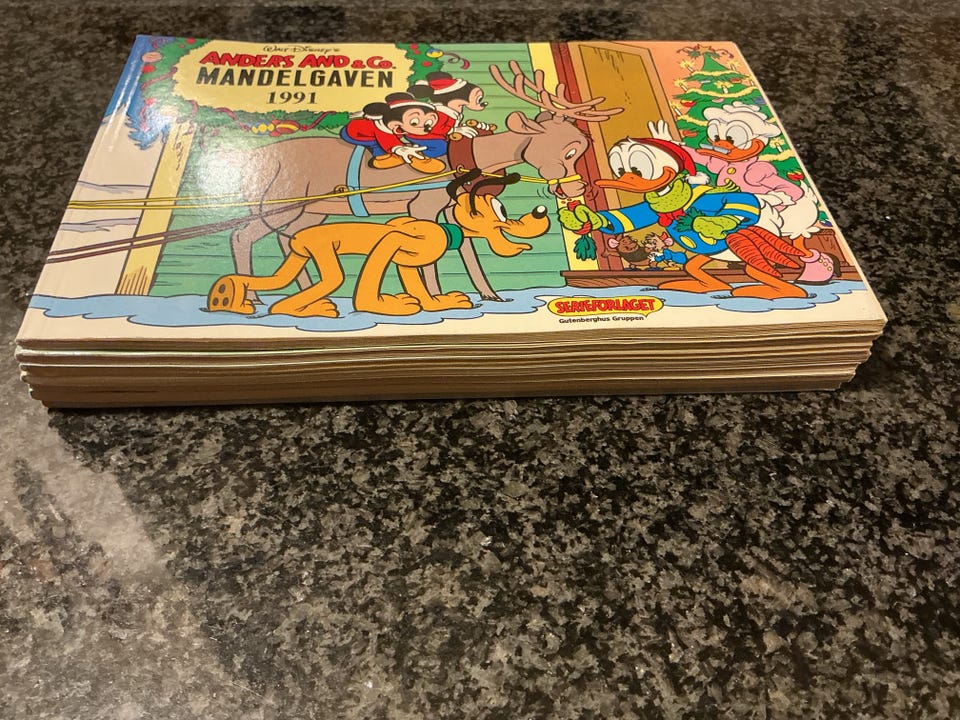 Walt Disney's
ANDERS AND & Co.
MANDELGAVEN
1991
SERIEFORLAGET
Gutenberghus Gruppen